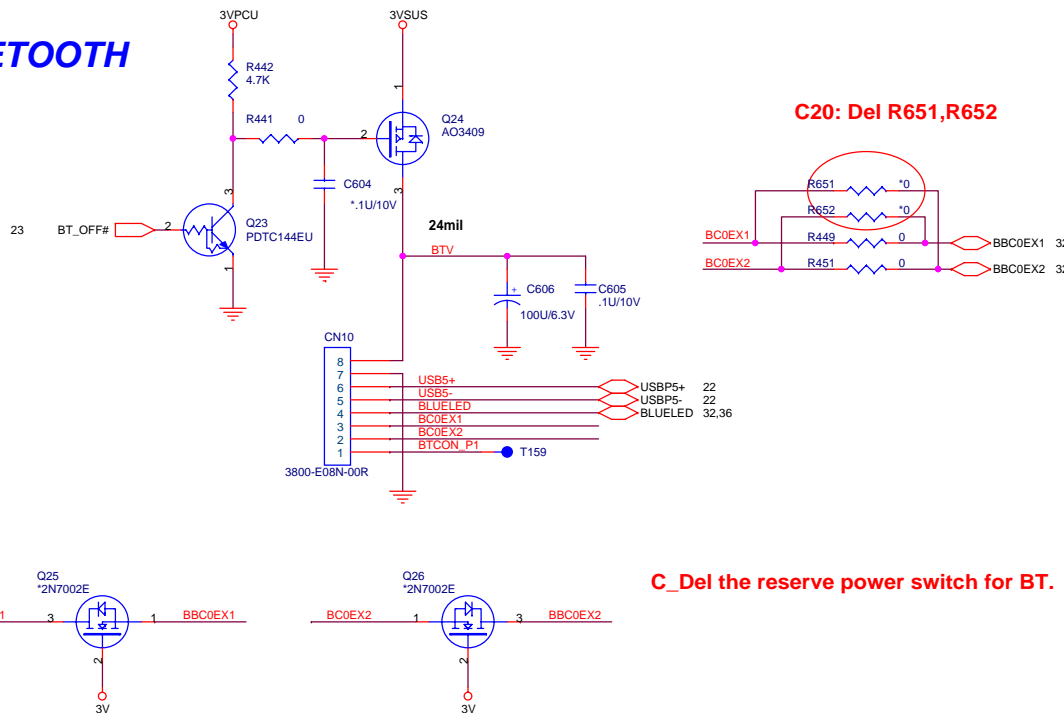 ETOOTH
3VPCU
3VSUS
R442
4.7K
R441 0
1
Q24
AO3409
2
3
C604
*.1U/10V
3
23 BT_OFF# 2
Q23
PDTC144EU
1
24mil
BTV
C606
+
100U/6.3V
C605
.1U/10V
C20: Del R651,R652
R651 *0
R652 *0
BC0EX1 R449 0 BBC0EX1
BC0EX2 R451 0 BBC0EX2
CN10
8
7
6 USB5+ USBP5+ 22
5 USB5- USBP5- 22
4 BLUELED BLUELED 32,36
3 BC0EX1
2 BC0EX2
1 BTCON_P1 T159
3800-E08N-00R
Q25
*2N7002E
1 3 1 BBC0EX1
2
3V
Q26
*2N7002E
BC0EX2 1 3 BBC0EX2
2
3V
C_Del the reserve power switch for BT.